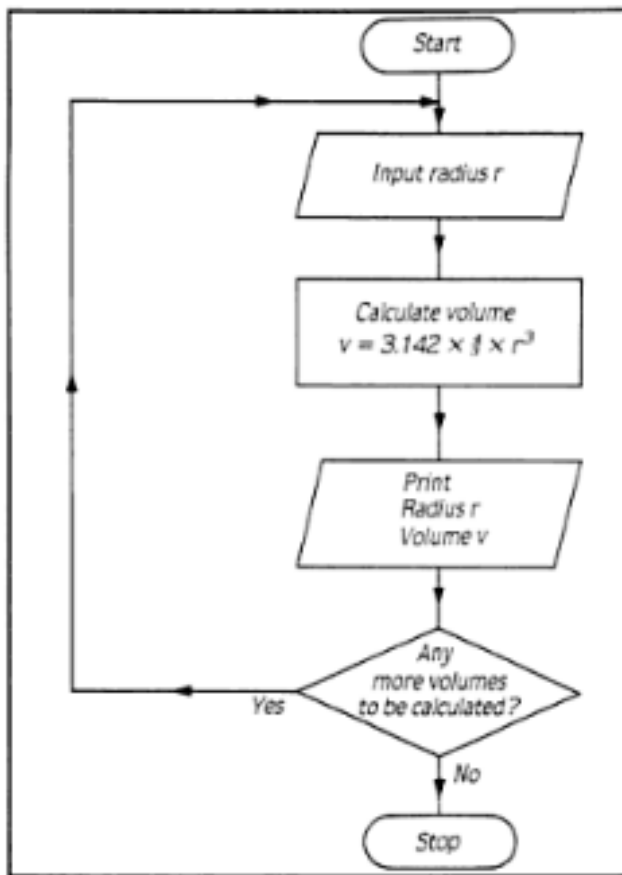 Start
Input radius r
Calculate volume
v = 3.142 × × r³
Print
Radius r
Volume v
Any
more volumes
to be calculated?
Yes
No
Stop